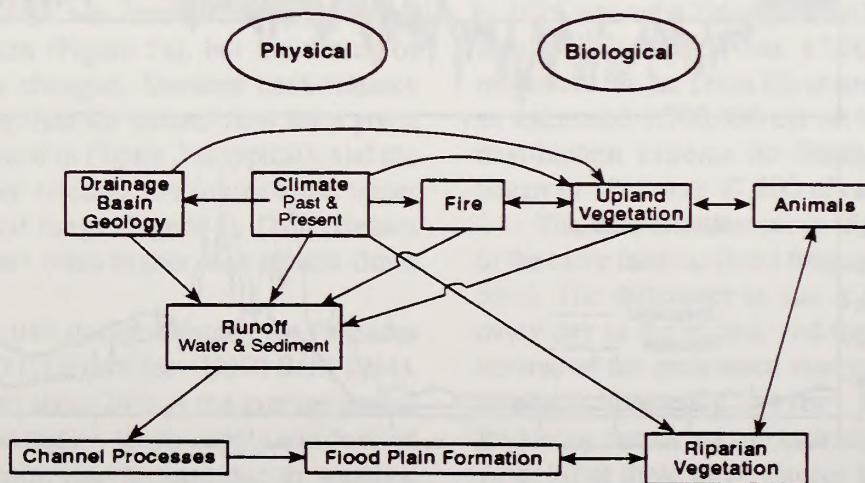 Physical
Biological
Drainage
Basin
Geology
Climate
Past &
Present
Fire
Upland
Vegetation
Animals
Runoff
Water & Sediment
Channel Processes
Flood Plain Formation
Riparian
Vegetation